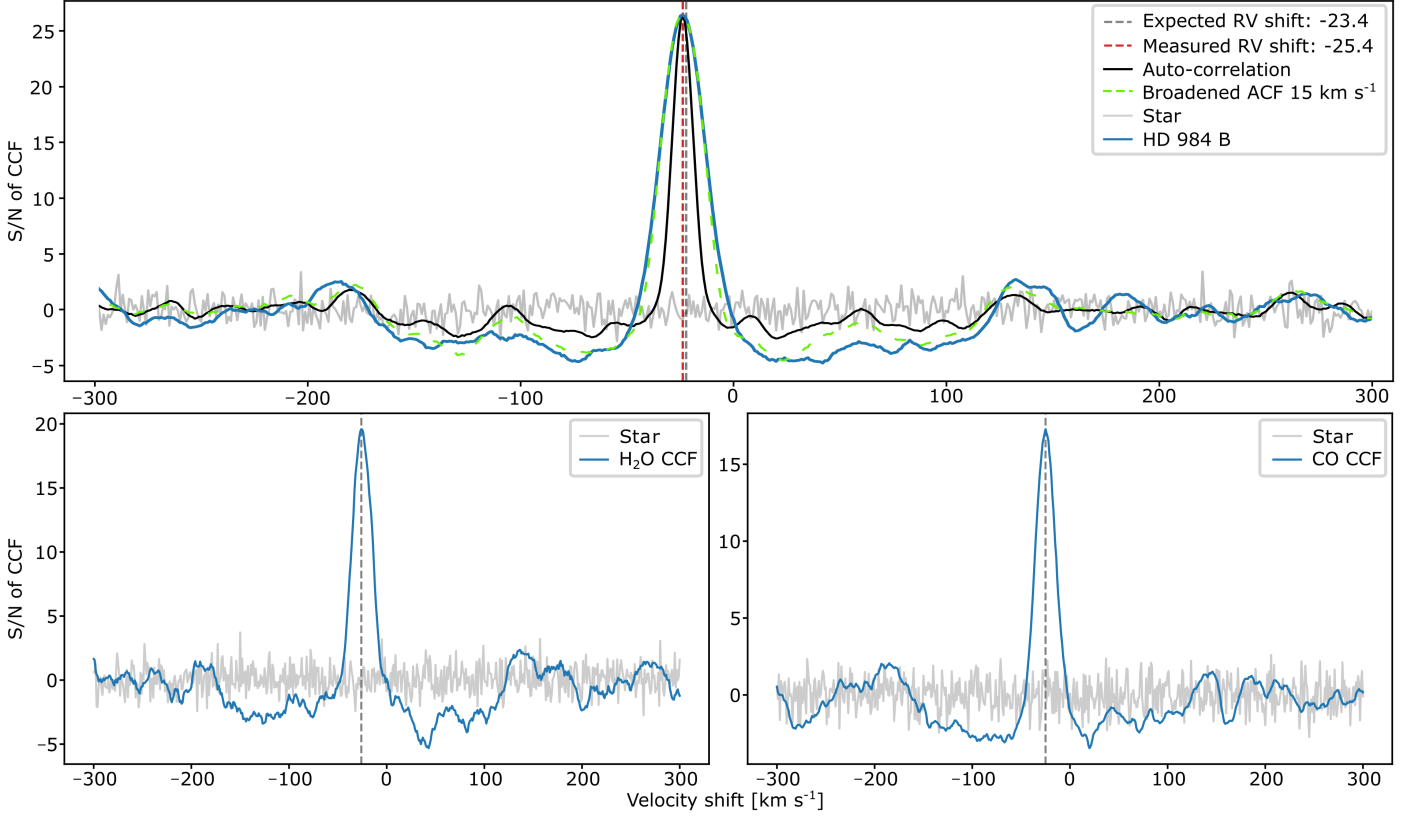 Expected RV shift: -23.4
Measured RV shift: -25.4
Auto-correlation
Broadened ACF 15 km s⁻¹
Star
HD 984 B
S/N of CCF
25
20
15
10
5
0
−5
−300 −200 −100 0 100 200 300
Star
H₂O CCF
S/N of CCF
20
15
10
5
0
−5
−300 −200 −100 0 100 200 300
Star
CO CCF
15
10
5
0
−300 −200 −100 0 100 200 300
Velocity shift [km s⁻¹]